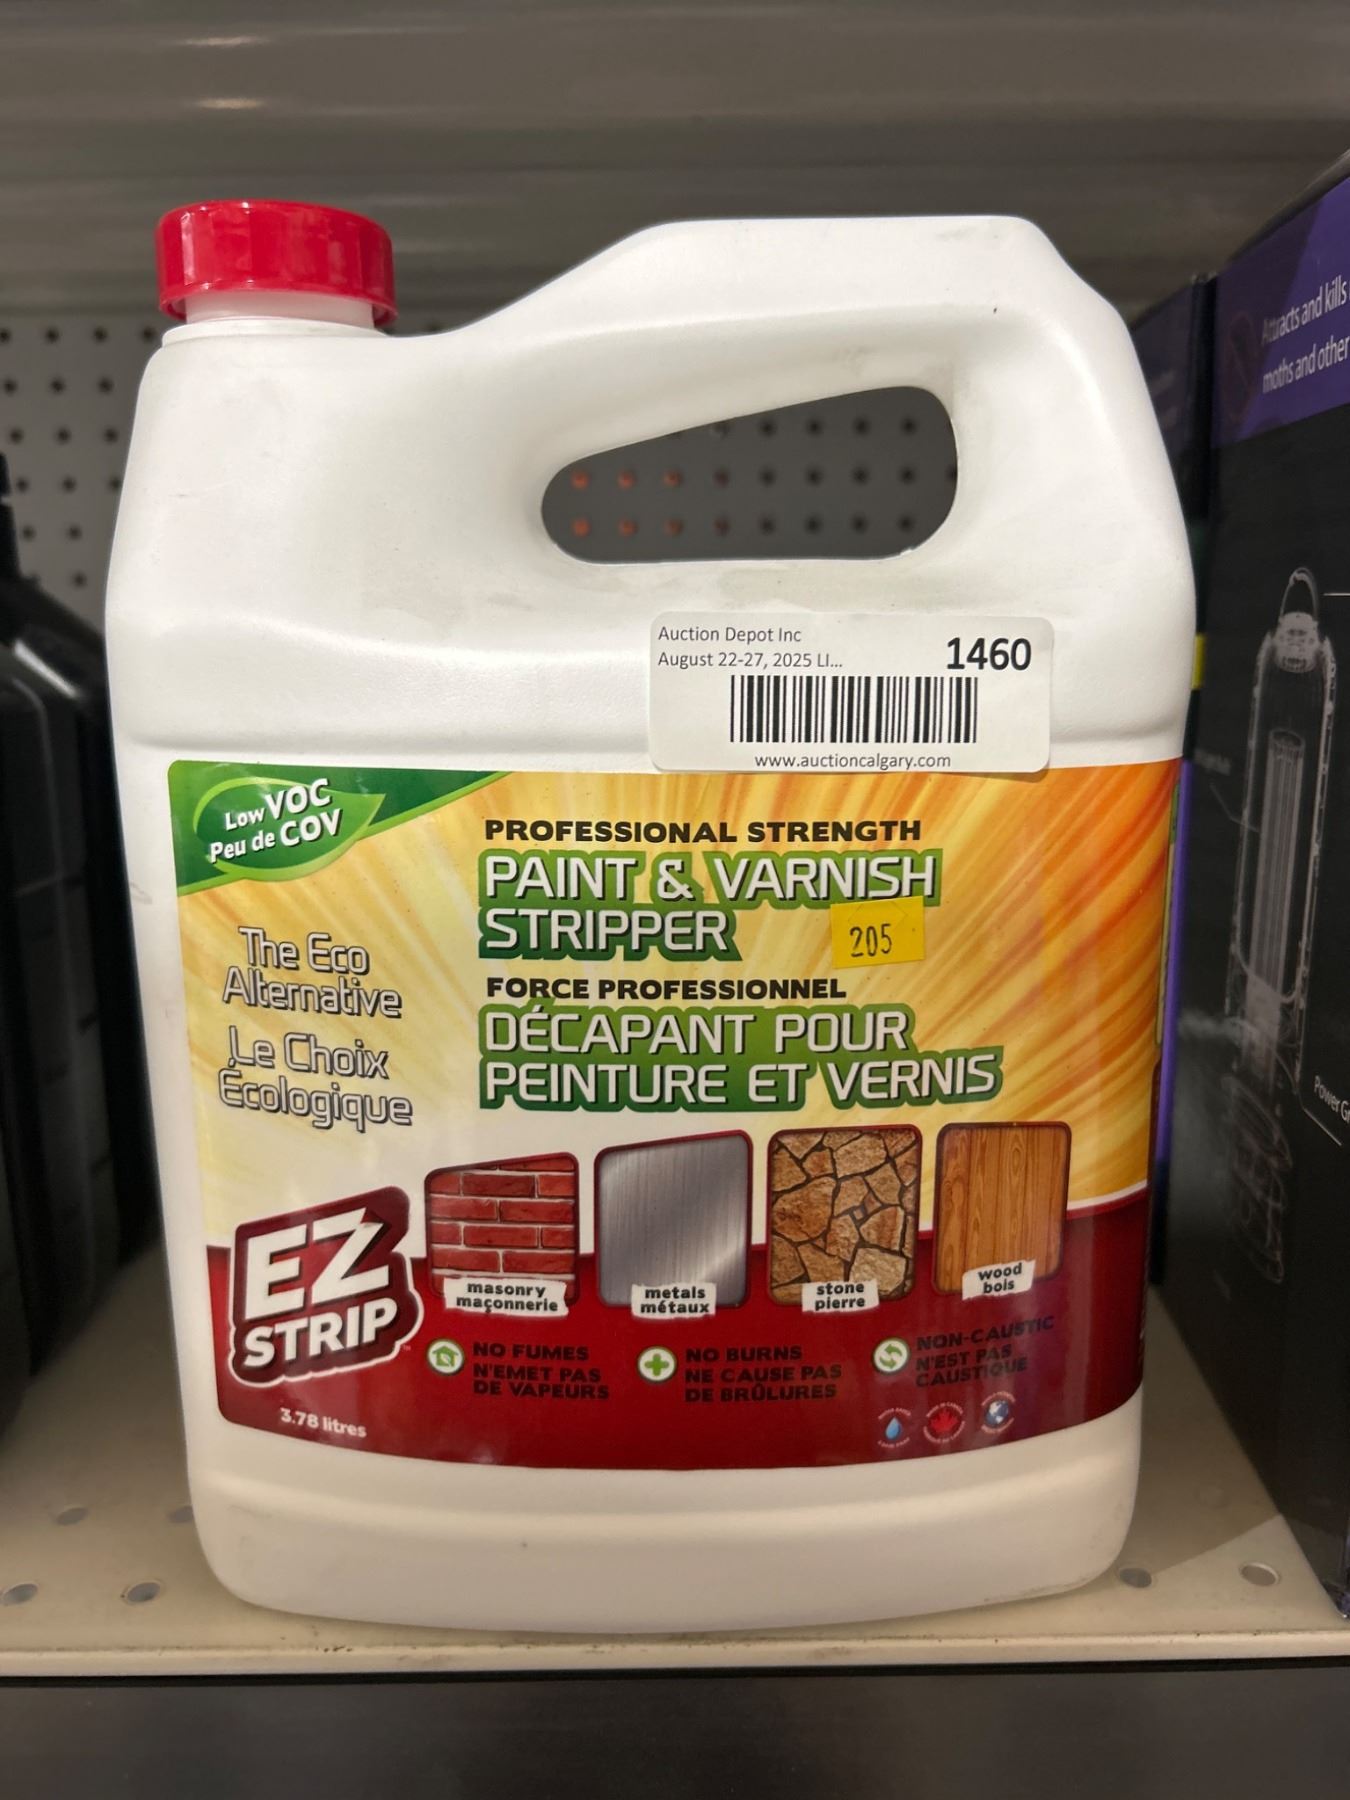 Attracts and kills
moths and other
Auction Depot Inc
August 22-27, 2025 LI...
1460
www.auctioncalgary.com
Low VOC
Peu de COV
PROFESSIONAL STRENGTH
PAINT & VARNISH
STRIPPER
205
The Eco
Alternative
FORCE PROFESSIONNEL
DÉCAPANT POUR
PEINTURE ET VERNIS
Le Choix
Écologique
EZ
STRIP
masonry
maçonnerie
metals
métaux
stone
pierre
wood
bois
NO FUMES
N'EMET PAS
DE VAPEURS
NO BURNS
NE CAUSE PAS
DE BRÛLURES
NON-CAUSTIC
N'EST PAS
CAUSTIQUE
3.78 litres
Power